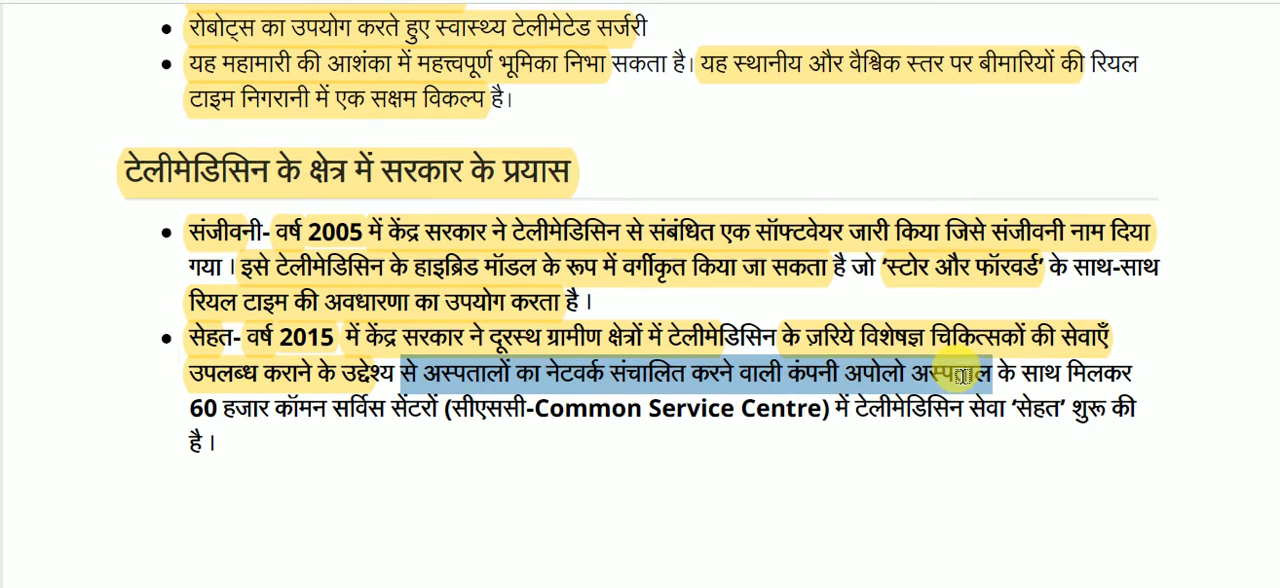 रोबोट्स का उपयोग करते हुए स्वास्थ्य टेलीमेटेड सर्जरी
यह महामारी की आशंका में महत्त्वपूर्ण भूमिका निभा सकता है। यह स्थानीय और वैश्विक स्तर पर बीमारियों की रियल
टाइम निगरानी में एक सक्षम विकल्प है।
टेलीमेडिसिन के क्षेत्र में सरकार के प्रयास
संजीवनी- वर्ष 2005 में केंद्र सरकार ने टेलीमेडिसिन से संबंधित एक सॉफ्टवेयर जारी किया जिसे संजीवनी नाम दिया
गया। इसे टेलीमेडिसिन के हाइब्रिड मॉडल के रूप में वर्गीकृत किया जा सकता है जो ‘स्टोर और फॉरवर्ड’ के साथ-साथ
रियल टाइम की अवधारणा का उपयोग करता है।
सेहत- वर्ष 2015 में केंद्र सरकार ने दूरस्थ ग्रामीण क्षेत्रों में टेलीमेडिसिन के ज़रिये विशेषज्ञ चिकित्सकों की सेवाएँ
उपलब्ध कराने के उद्देश्य से अस्पतालों का नेटवर्क संचालित करने वाली कंपनी अपोलो अस्पताल के साथ मिलकर
60 हजार कॉमन सर्विस सेंटरों (सीएससी-Common Service Centre) में टेलीमेडिसिन सेवा ‘सेहत’ शुरू की
है।